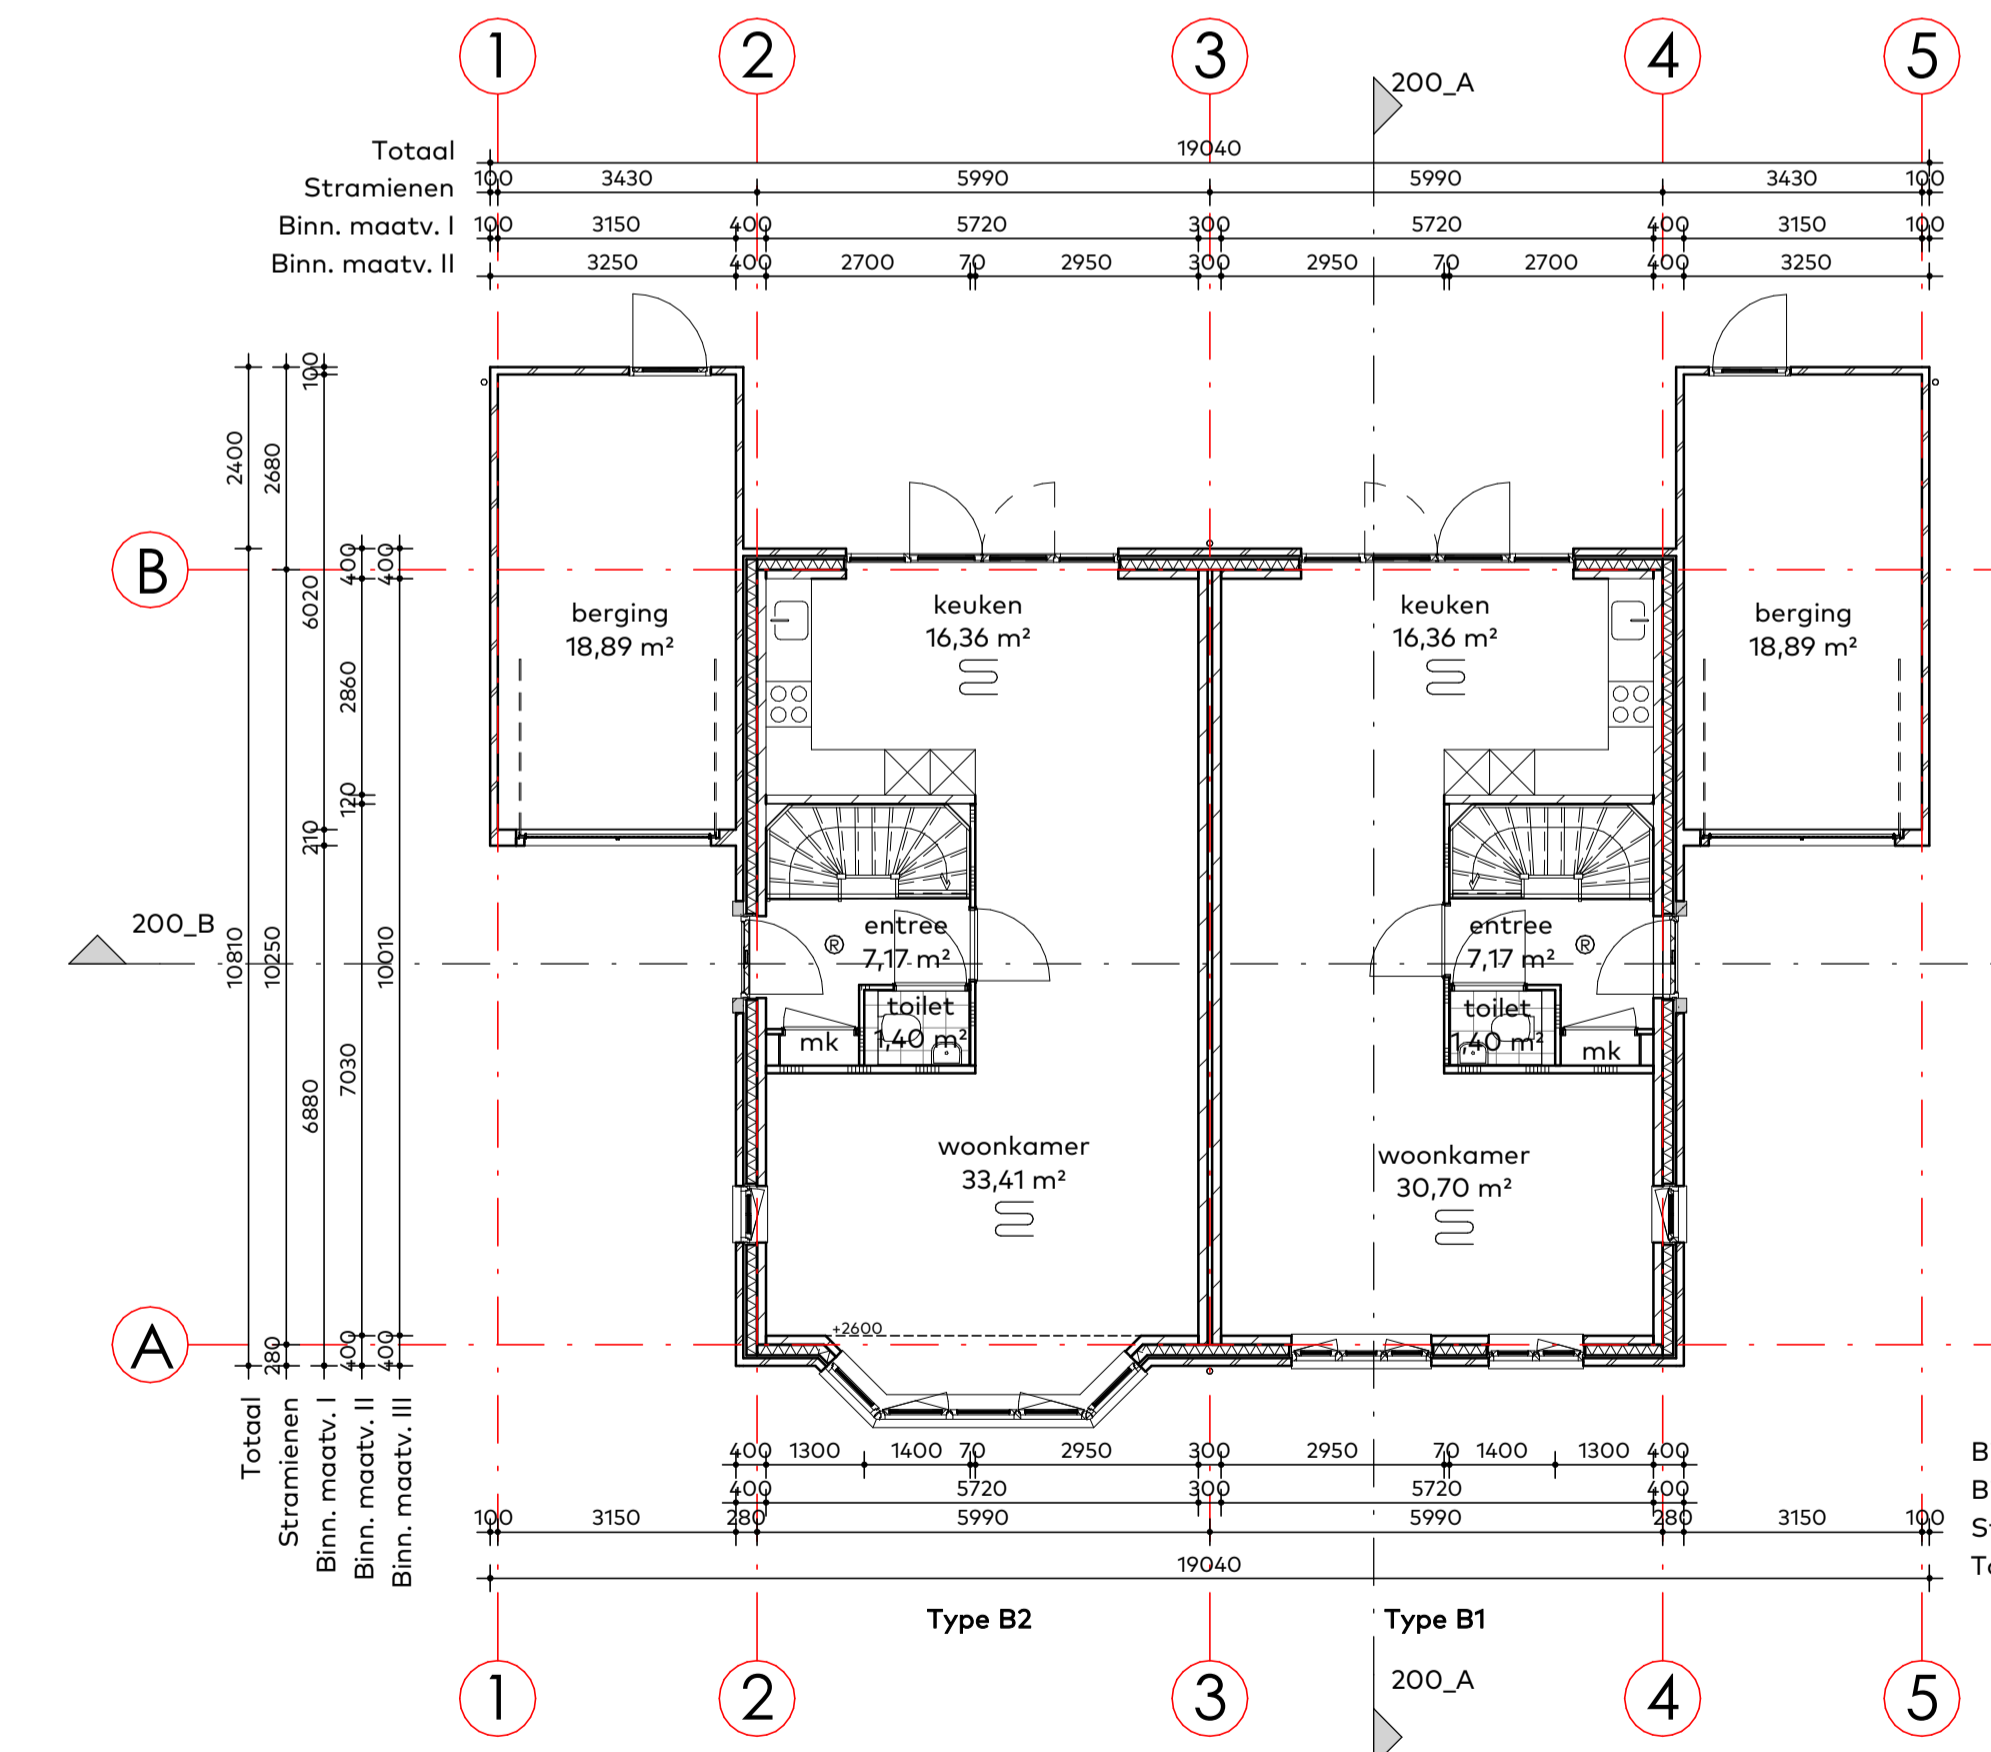 1 2 3 4 5
200_A
Totaal 19040
Stramienen 100 3430 5990 5990 3430 100
Binn. maatv. I 100 3150 400 5720 300 5720 400 3150 100
Binn. maatv. II 3250 400 2700 70 2950 300 2950 70 2700 400 3250
B
A
200_B
2400 10810 Totaal
2680 10250 280 Stramienen
100 6020 210 6880 Binn. maatv. I
400 2860 120 7030 400 Binn. maatv. II
400 10010 400 Binn. maatv. III
berging
18,89 m²
keuken
16,36 m²
keuken
16,36 m²
berging
18,89 m²
entree
7,17 m²
R
toilet
1,40 m²
mk
entree
7,17 m²
R
toilet
1,40 m²
mk
woonkamer
33,41 m²
woonkamer
30,70 m²
+2600
400 1300 1400 70 2950 300 2950 70 1400 1300 400 B
400 5720 300 5720 400 B
100 3150 280 5990 5990 280 3150 100 St
19040 To
Type B2 Type B1
200_A
1 2 3 4 5